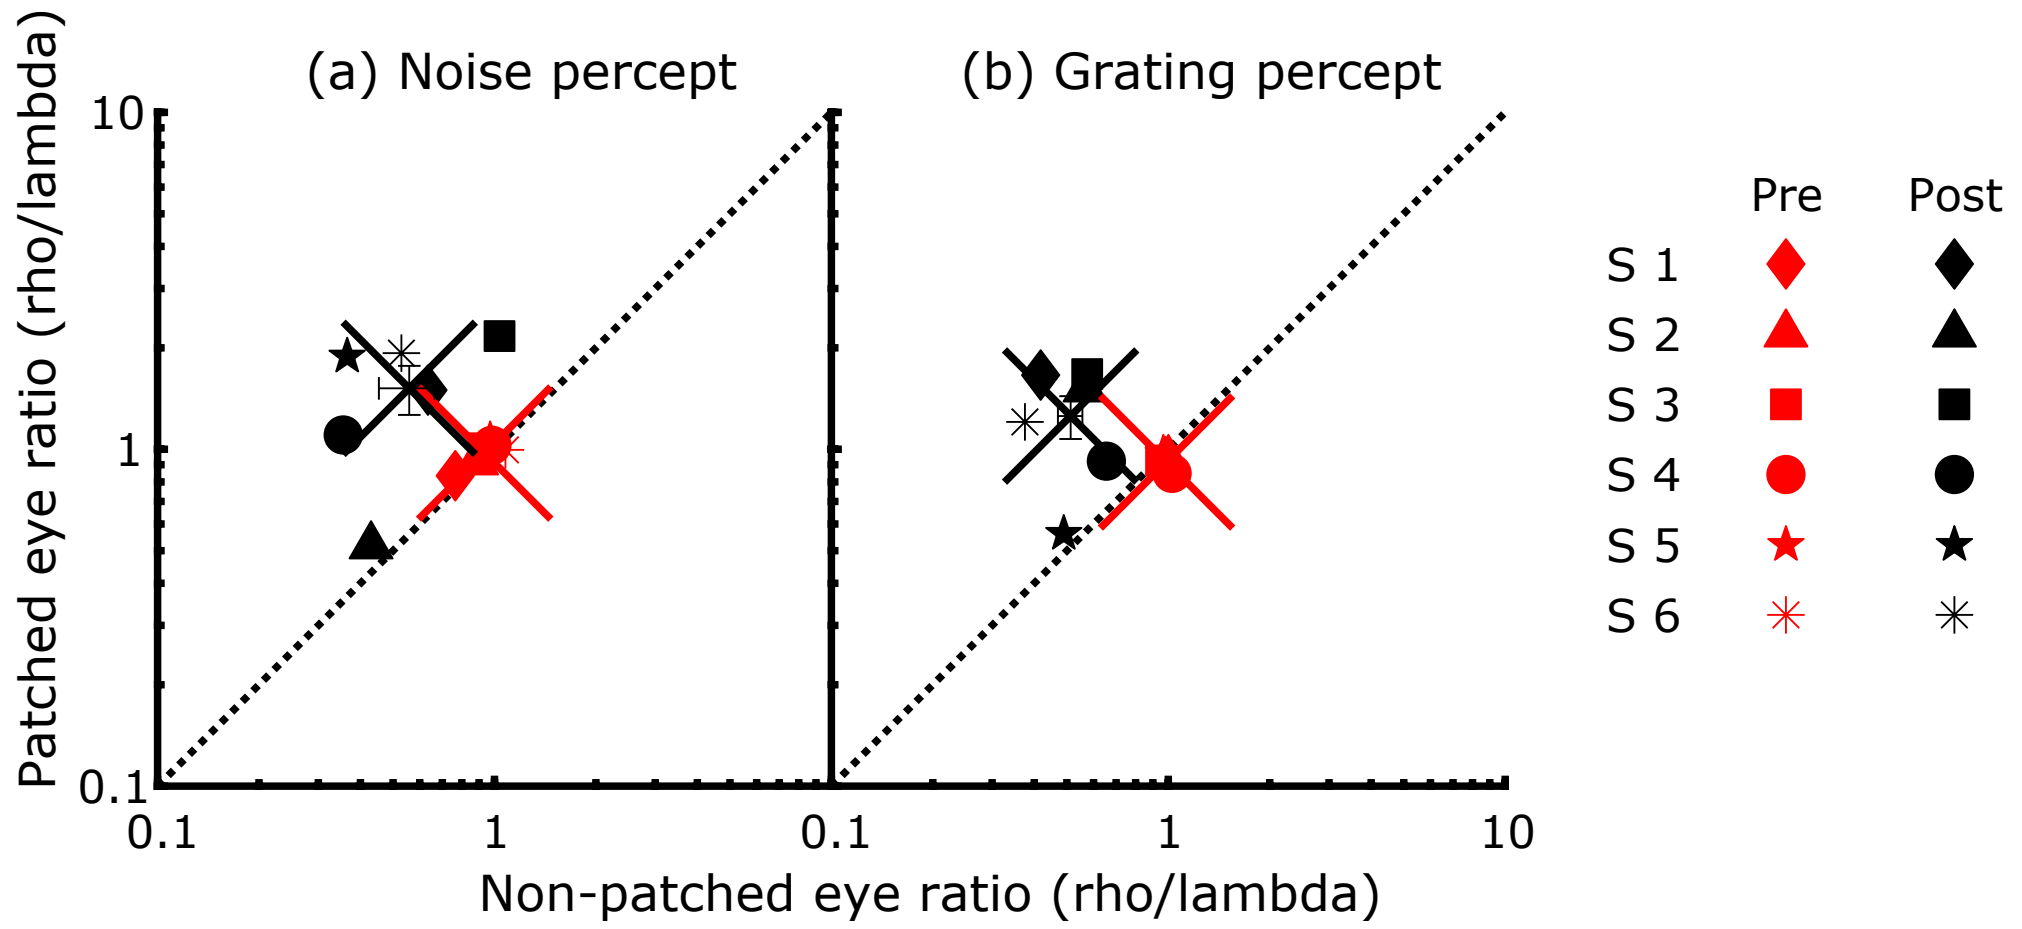 (a) Noise percept
(b) Grating percept
Patched eye ratio (rho/lambda)
10
1
0.1
0.1
1
0.1
1
10
Non-patched eye ratio (rho/lambda)
Pre Post
S 1
S 2
S 3
S 4
S 5
S 6